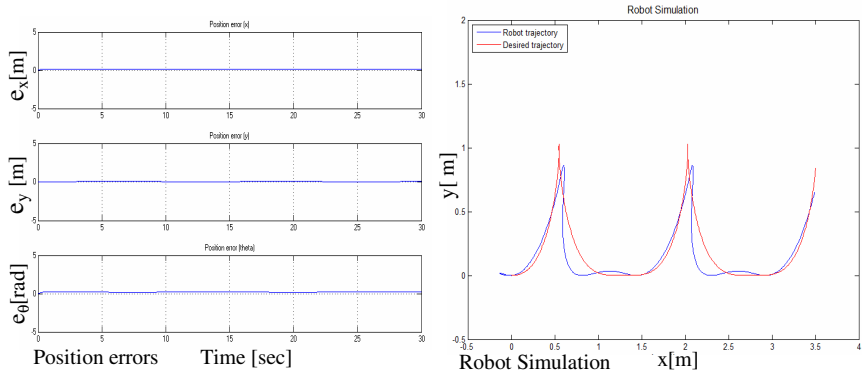 Position error (x)
e_x[m]
5
0
-5
0 5 10 15 20 25 30
Position error (y)
e_y [m]
5
0
-5
0 5 10 15 20 25 30
Position error (theta)
e_θ[rad]
5
0
-5
0 5 10 15 20 25 30
Position errors Time [sec]
Robot Simulation
Robot trajectory
Desired trajectory
y[ m]
2
1.5
1
0.5
0
-0.5
-0.5 0 0.5 1 1.5 2 2.5 3 3.5 4
Robot Simulation x[m]